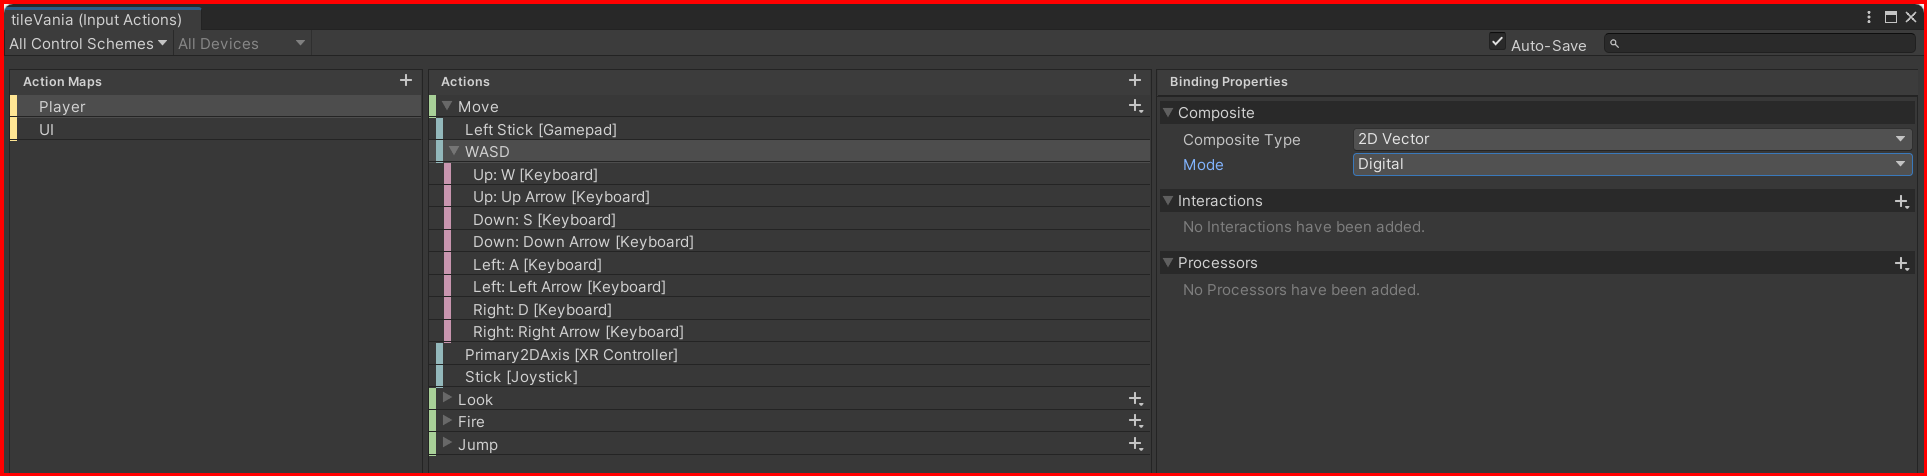 tileVania (Input Actions)
All Control Schemes All Devices Auto-Save
Action Maps
Player
UI
Actions
Move
Left Stick [Gamepad]
WASD
Up: W [Keyboard]
Up: Up Arrow [Keyboard]
Down: S [Keyboard]
Down: Down Arrow [Keyboard]
Left: A [Keyboard]
Left: Left Arrow [Keyboard]
Right: D [Keyboard]
Right: Right Arrow [Keyboard]
Primary2DAxis [XR Controller]
Stick [Joystick]
Look
Fire
Jump
Binding Properties
Composite
Composite Type 2D Vector
Mode Digital
Interactions
No Interactions have been added.
Processors
No Processors have been added.